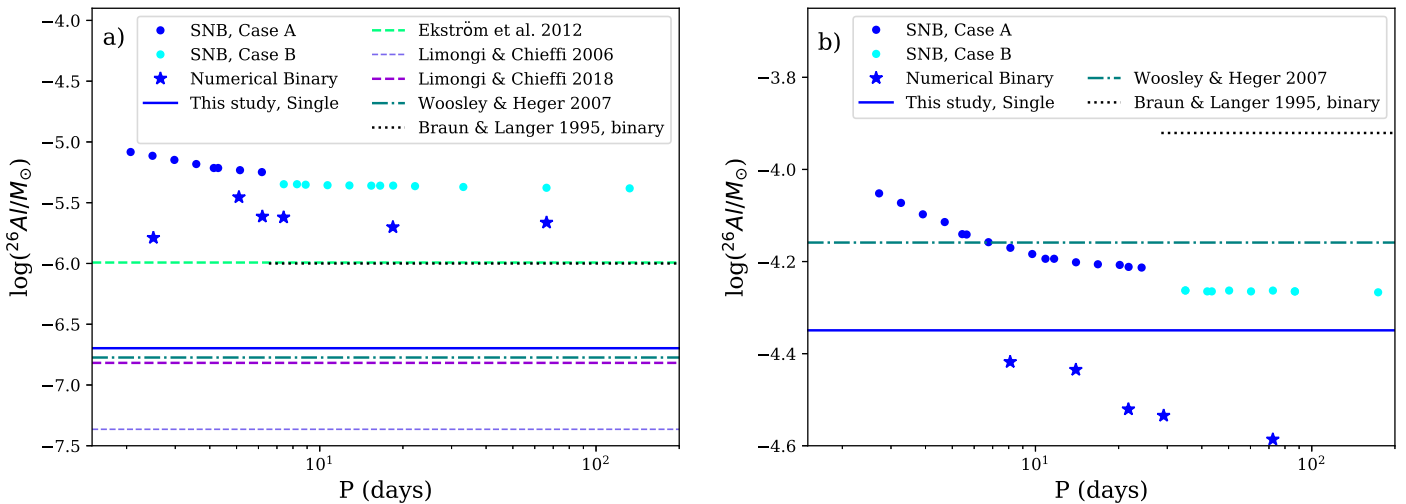 a)
SNB, Case A
SNB, Case B
Numerical Binary
This study, Single
Ekström et al. 2012
Limongi & Chieffi 2006
Limongi & Chieffi 2018
Woosley & Heger 2007
Braun & Langer 1995, binary
log(²⁶Al//M⊙)
−4.0
−4.5
−5.0
−5.5
−6.0
−6.5
−7.0
−7.5
10¹
10²
P (days)
b)
SNB, Case A
SNB, Case B
Numerical Binary
This study, Single
Woosley & Heger 2007
Braun & Langer 1995, binary
log(²⁶Al//M⊙)
−3.8
−4.0
−4.2
−4.4
−4.6
10¹
10²
P (days)